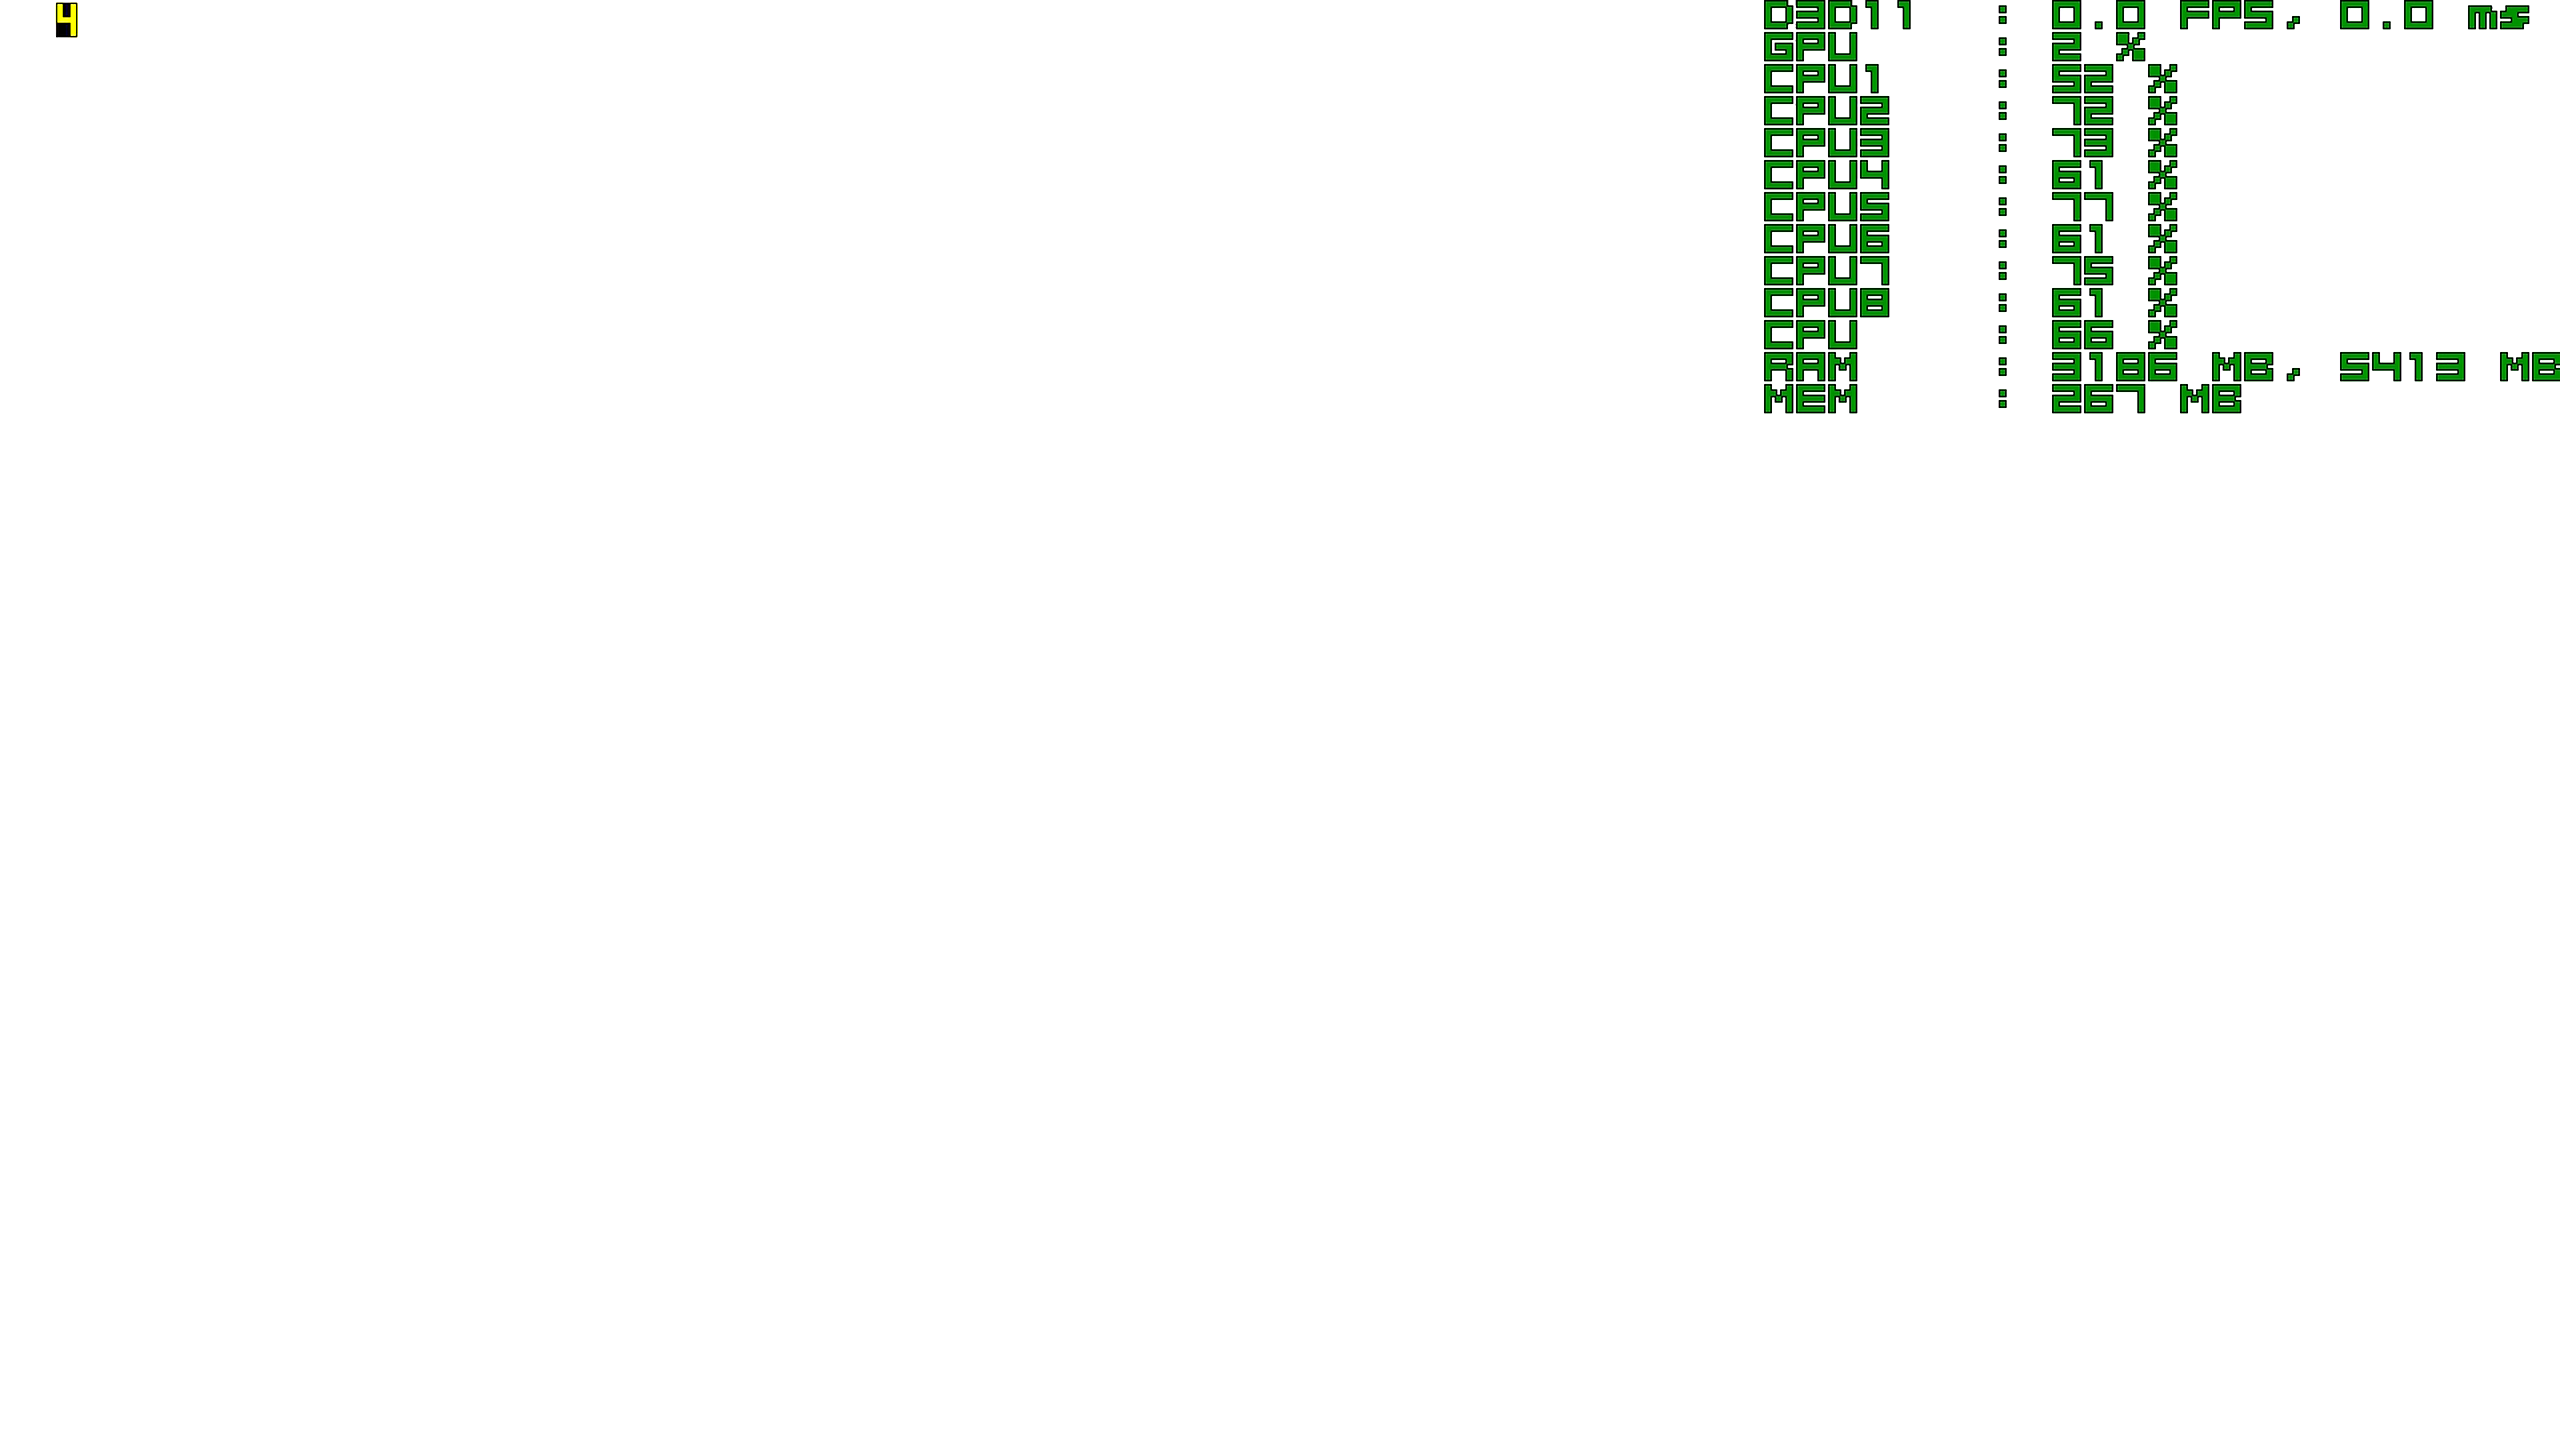 4
D3D11 : 0.0 FPS, 0.0 ms
GPU : 2 %
CPU1 : 52 %
CPU2 : 72 %
CPU3 : 73 %
CPU4 : 61 %
CPU5 : 77 %
CPU6 : 61 %
CPU7 : 75 %
CPU8 : 61 %
CPU : 66 %
RAM : 3186 MB, 5413 MB
MEM : 267 MB